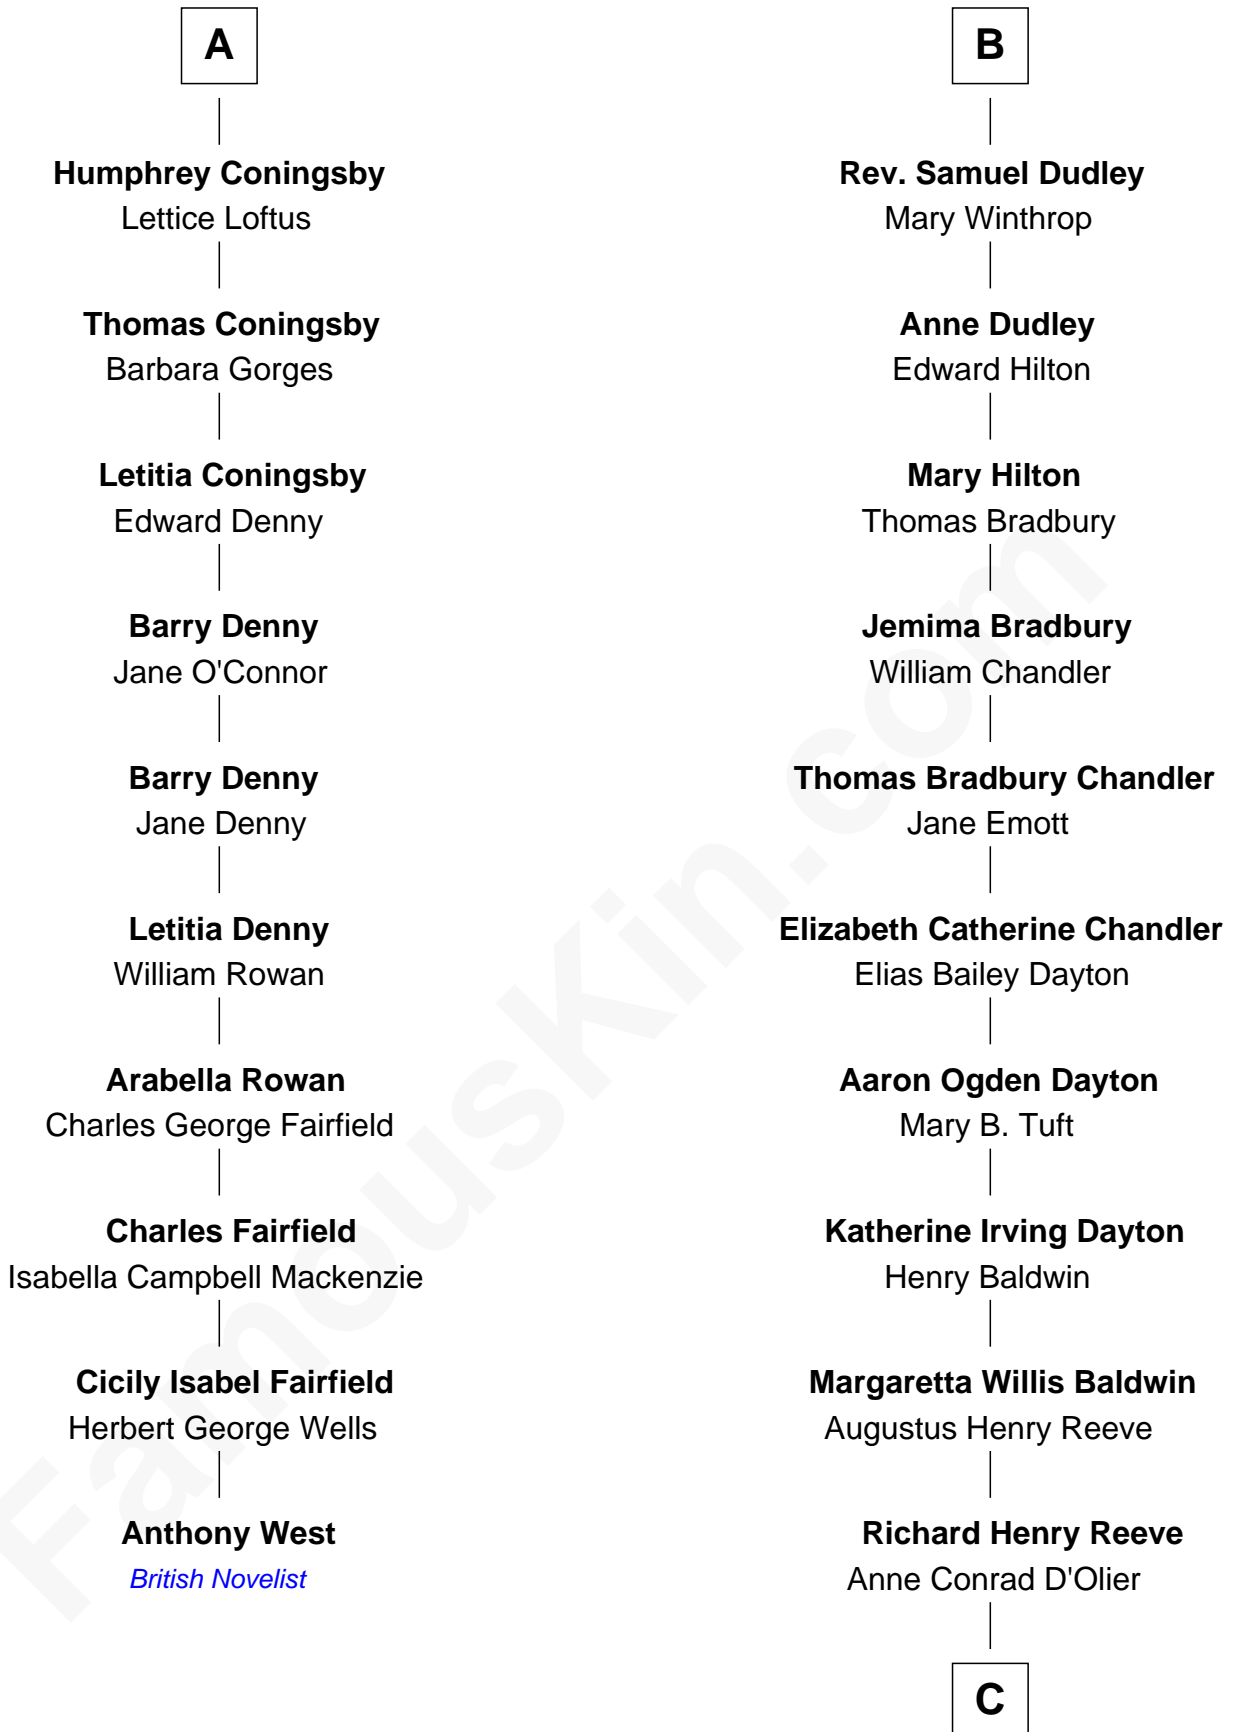 A
Humphrey Coningsby
Lettice Loftus
Thomas Coningsby
Barbara Gorges
Letitia Coningsby
Edward Denny
Barry Denny
Jane O'Connor
Barry Denny
Jane Denny
Letitia Denny
William Rowan
Arabella Rowan
Charles George Fairfield
Charles Fairfield
Isabella Campbell Mackenzie
Cicily Isabel Fairfield
Herbert George Wells
Anthony West
British Novelist
B
Rev. Samuel Dudley
Mary Winthrop
Anne Dudley
Edward Hilton
Mary Hilton
Thomas Bradbury
Jemima Bradbury
William Chandler
Thomas Bradbury Chandler
Jane Emott
Elizabeth Catherine Chandler
Elias Bailey Dayton
Aaron Ogden Dayton
Mary B. Tuft
Katherine Irving Dayton
Henry Baldwin
Margaretta Willis Baldwin
Augustus Henry Reeve
Richard Henry Reeve
Anne Conrad D'Olier
C
FamousKin.com